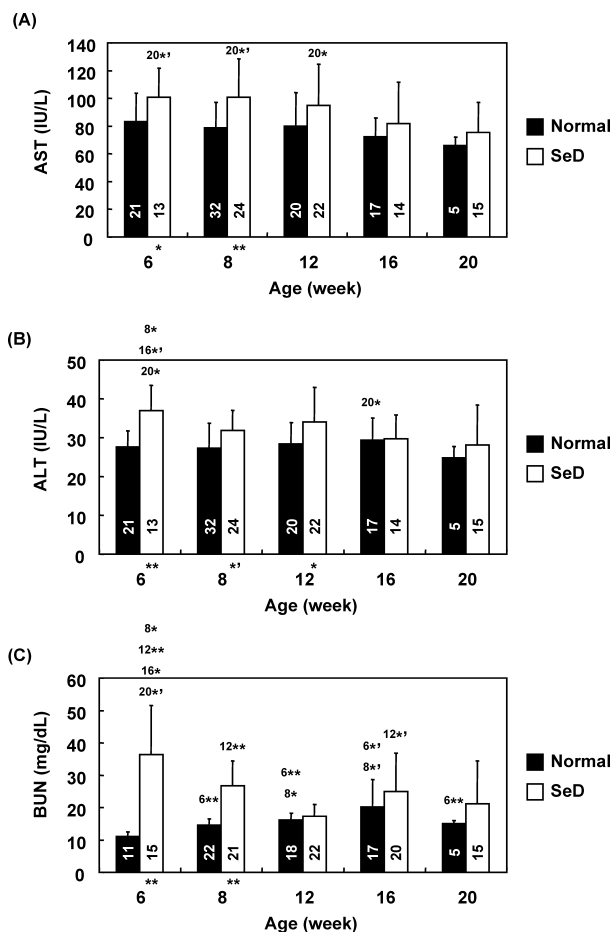 (A)
140
120
100
80
60
40
20
0
AST (IU/L)
20*’ 20*’ 20*
21 13 32 24 20 22 17 14 5 15
* **
6 8 12 16 20
Age (week)
Normal
SeD
(B)
8*
16*’
20*
50
40
30
20
10
0
ALT (IU/L)
20*
21 13 32 24 20 22 17 14 5 15
** *’ *
6 8 12 16 20
Age (week)
Normal
SeD
(C)
8*
12**
16*
20*’
60
50
40
30
20
10
0
BUN (mg/dL)
6** 12**
6**
8*
6*’
8*’
12*’
6**
11 15 22 21 18 22 17 20 5 15
** **
6 8 12 16 20
Age (week)
Normal
SeD